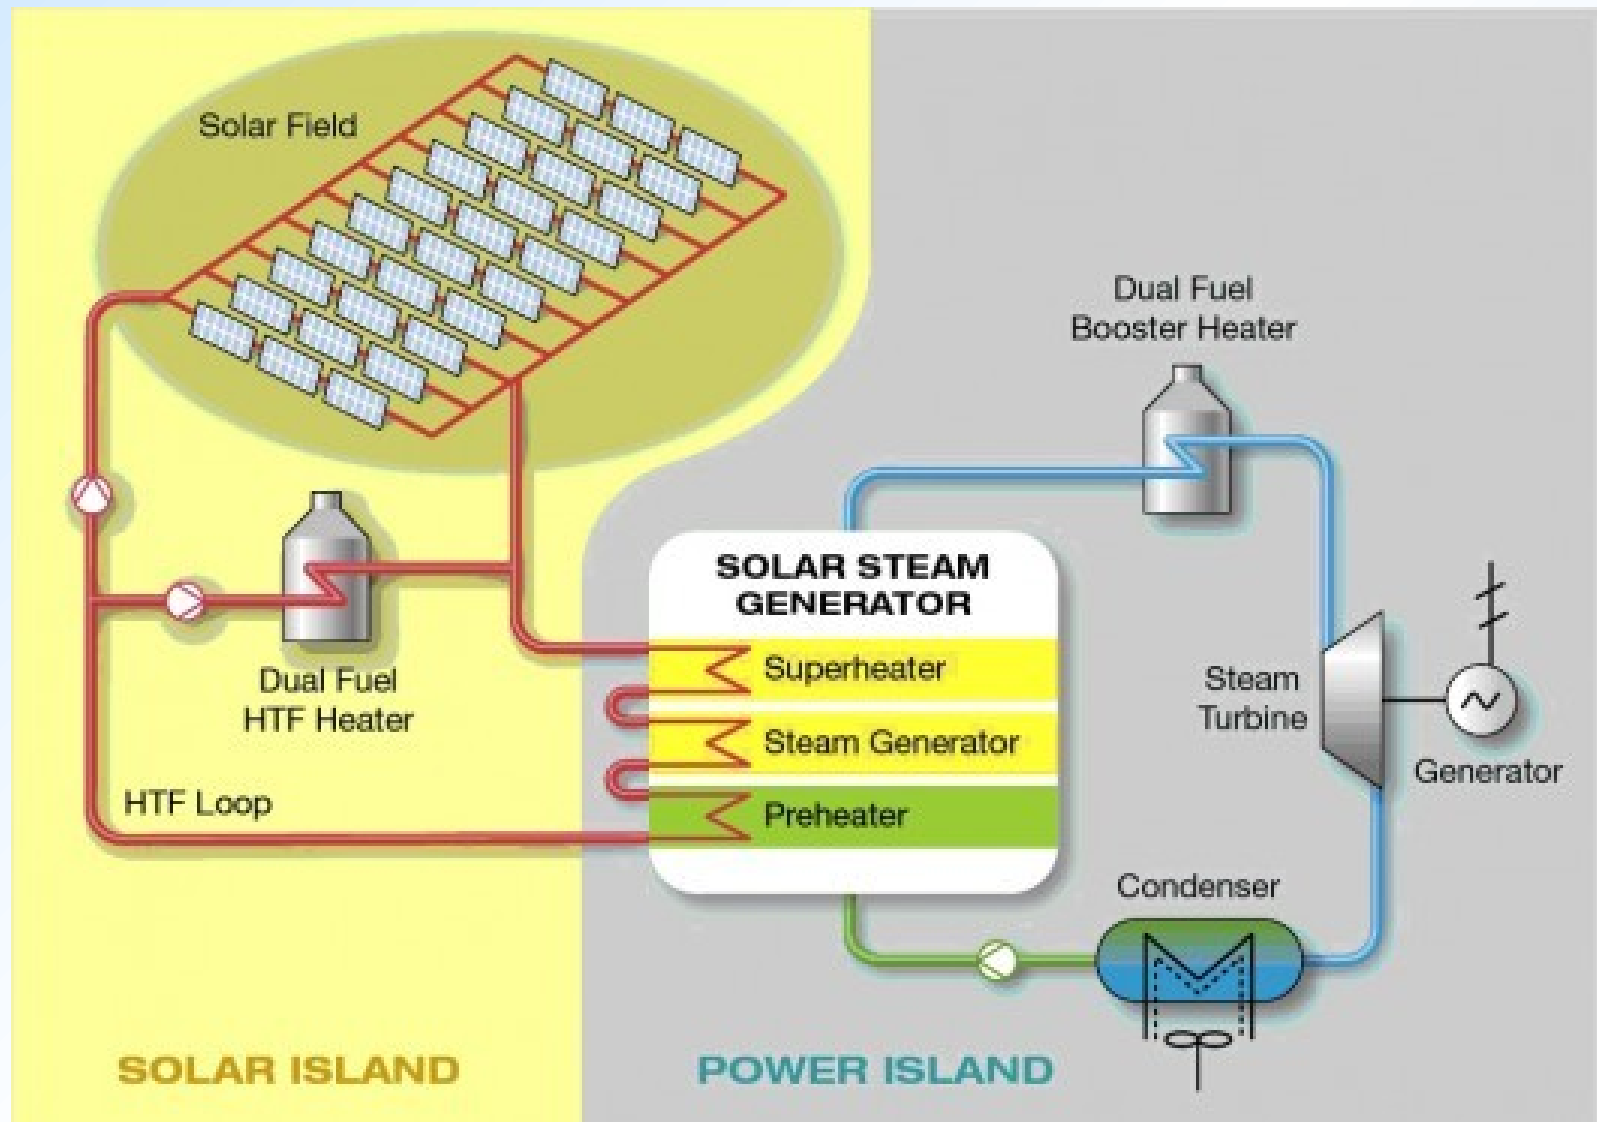 Solar Field
Dual Fuel
Booster Heater
SOLAR STEAM
GENERATOR
Superheater
Steam Generator
Preheater
Dual Fuel
HTF Heater
HTF Loop
Steam
Turbine
Generator
Condenser
SOLAR ISLAND
POWER ISLAND